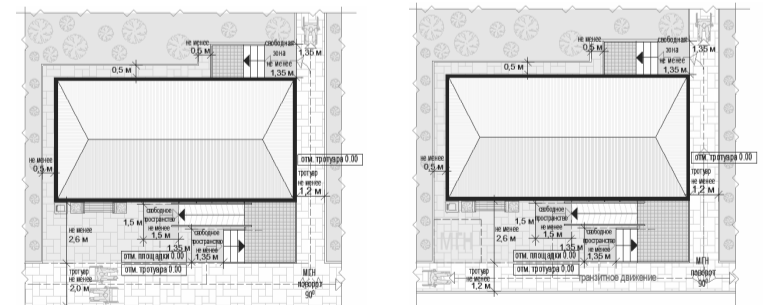 не менее
0,5 м
свободная
зона
не менее
1,35 м
1,35 м
0,5 м
не менее
0,5 м
отм. тротуара 0.00
тротуар
не менее
1,2 м
не менее
2,6 м
1,5 м
свободное
пространство
не менее
1,5 м
1,35 м
свободное
пространство
не менее
1,35 м
отм. площадки 0.00
отм. тротуара 0.00
тротуар
не менее
2,0 м
МГН
поворот
90°
не менее
0,5 м
свободная
зона
не менее
1,35 м
1,35 м
0,5 м
не менее
0,5 м
отм. тротуара 0.00
тротуар
не менее
1,2 м
МГН
не менее
2,6 м
1,5 м
свободное
пространство
не менее
1,5 м
1,35 м
свободное
пространство
не менее
1,35 м
отм. площадки 0.00
отм. тротуара 0.00
тротуар
не менее
1,2 м
транзитное движение
МГН
поворот
90°